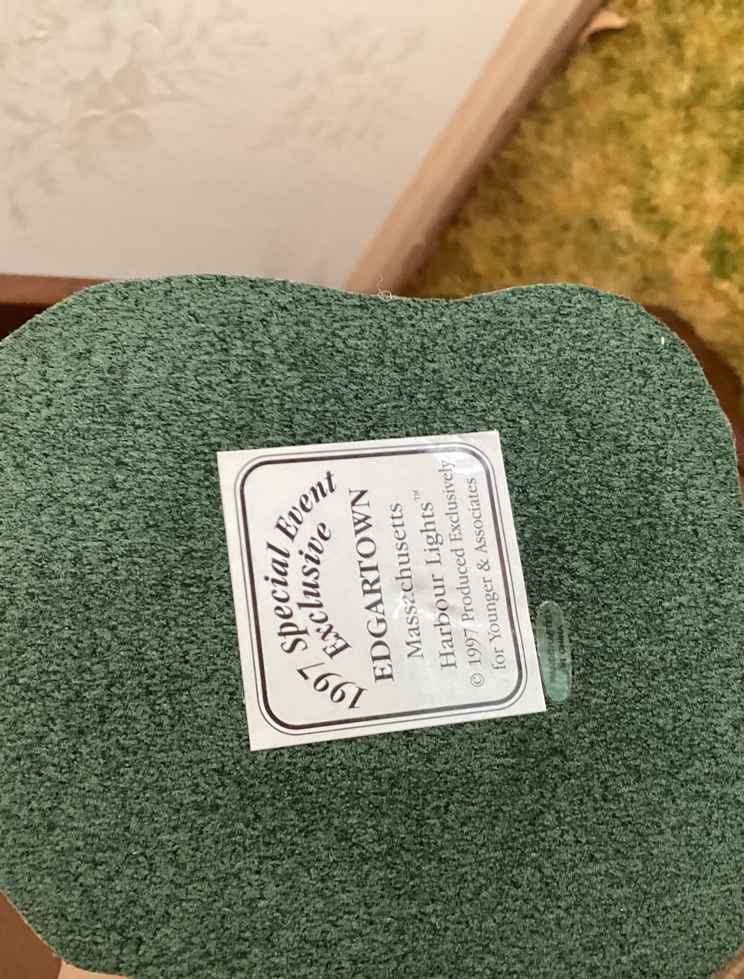 1997 Special Event
Exclusive
EDGARTOWN
Massachusetts
Harbour Lights™
© 1997 Produced Exclusively
for Younger & Associates